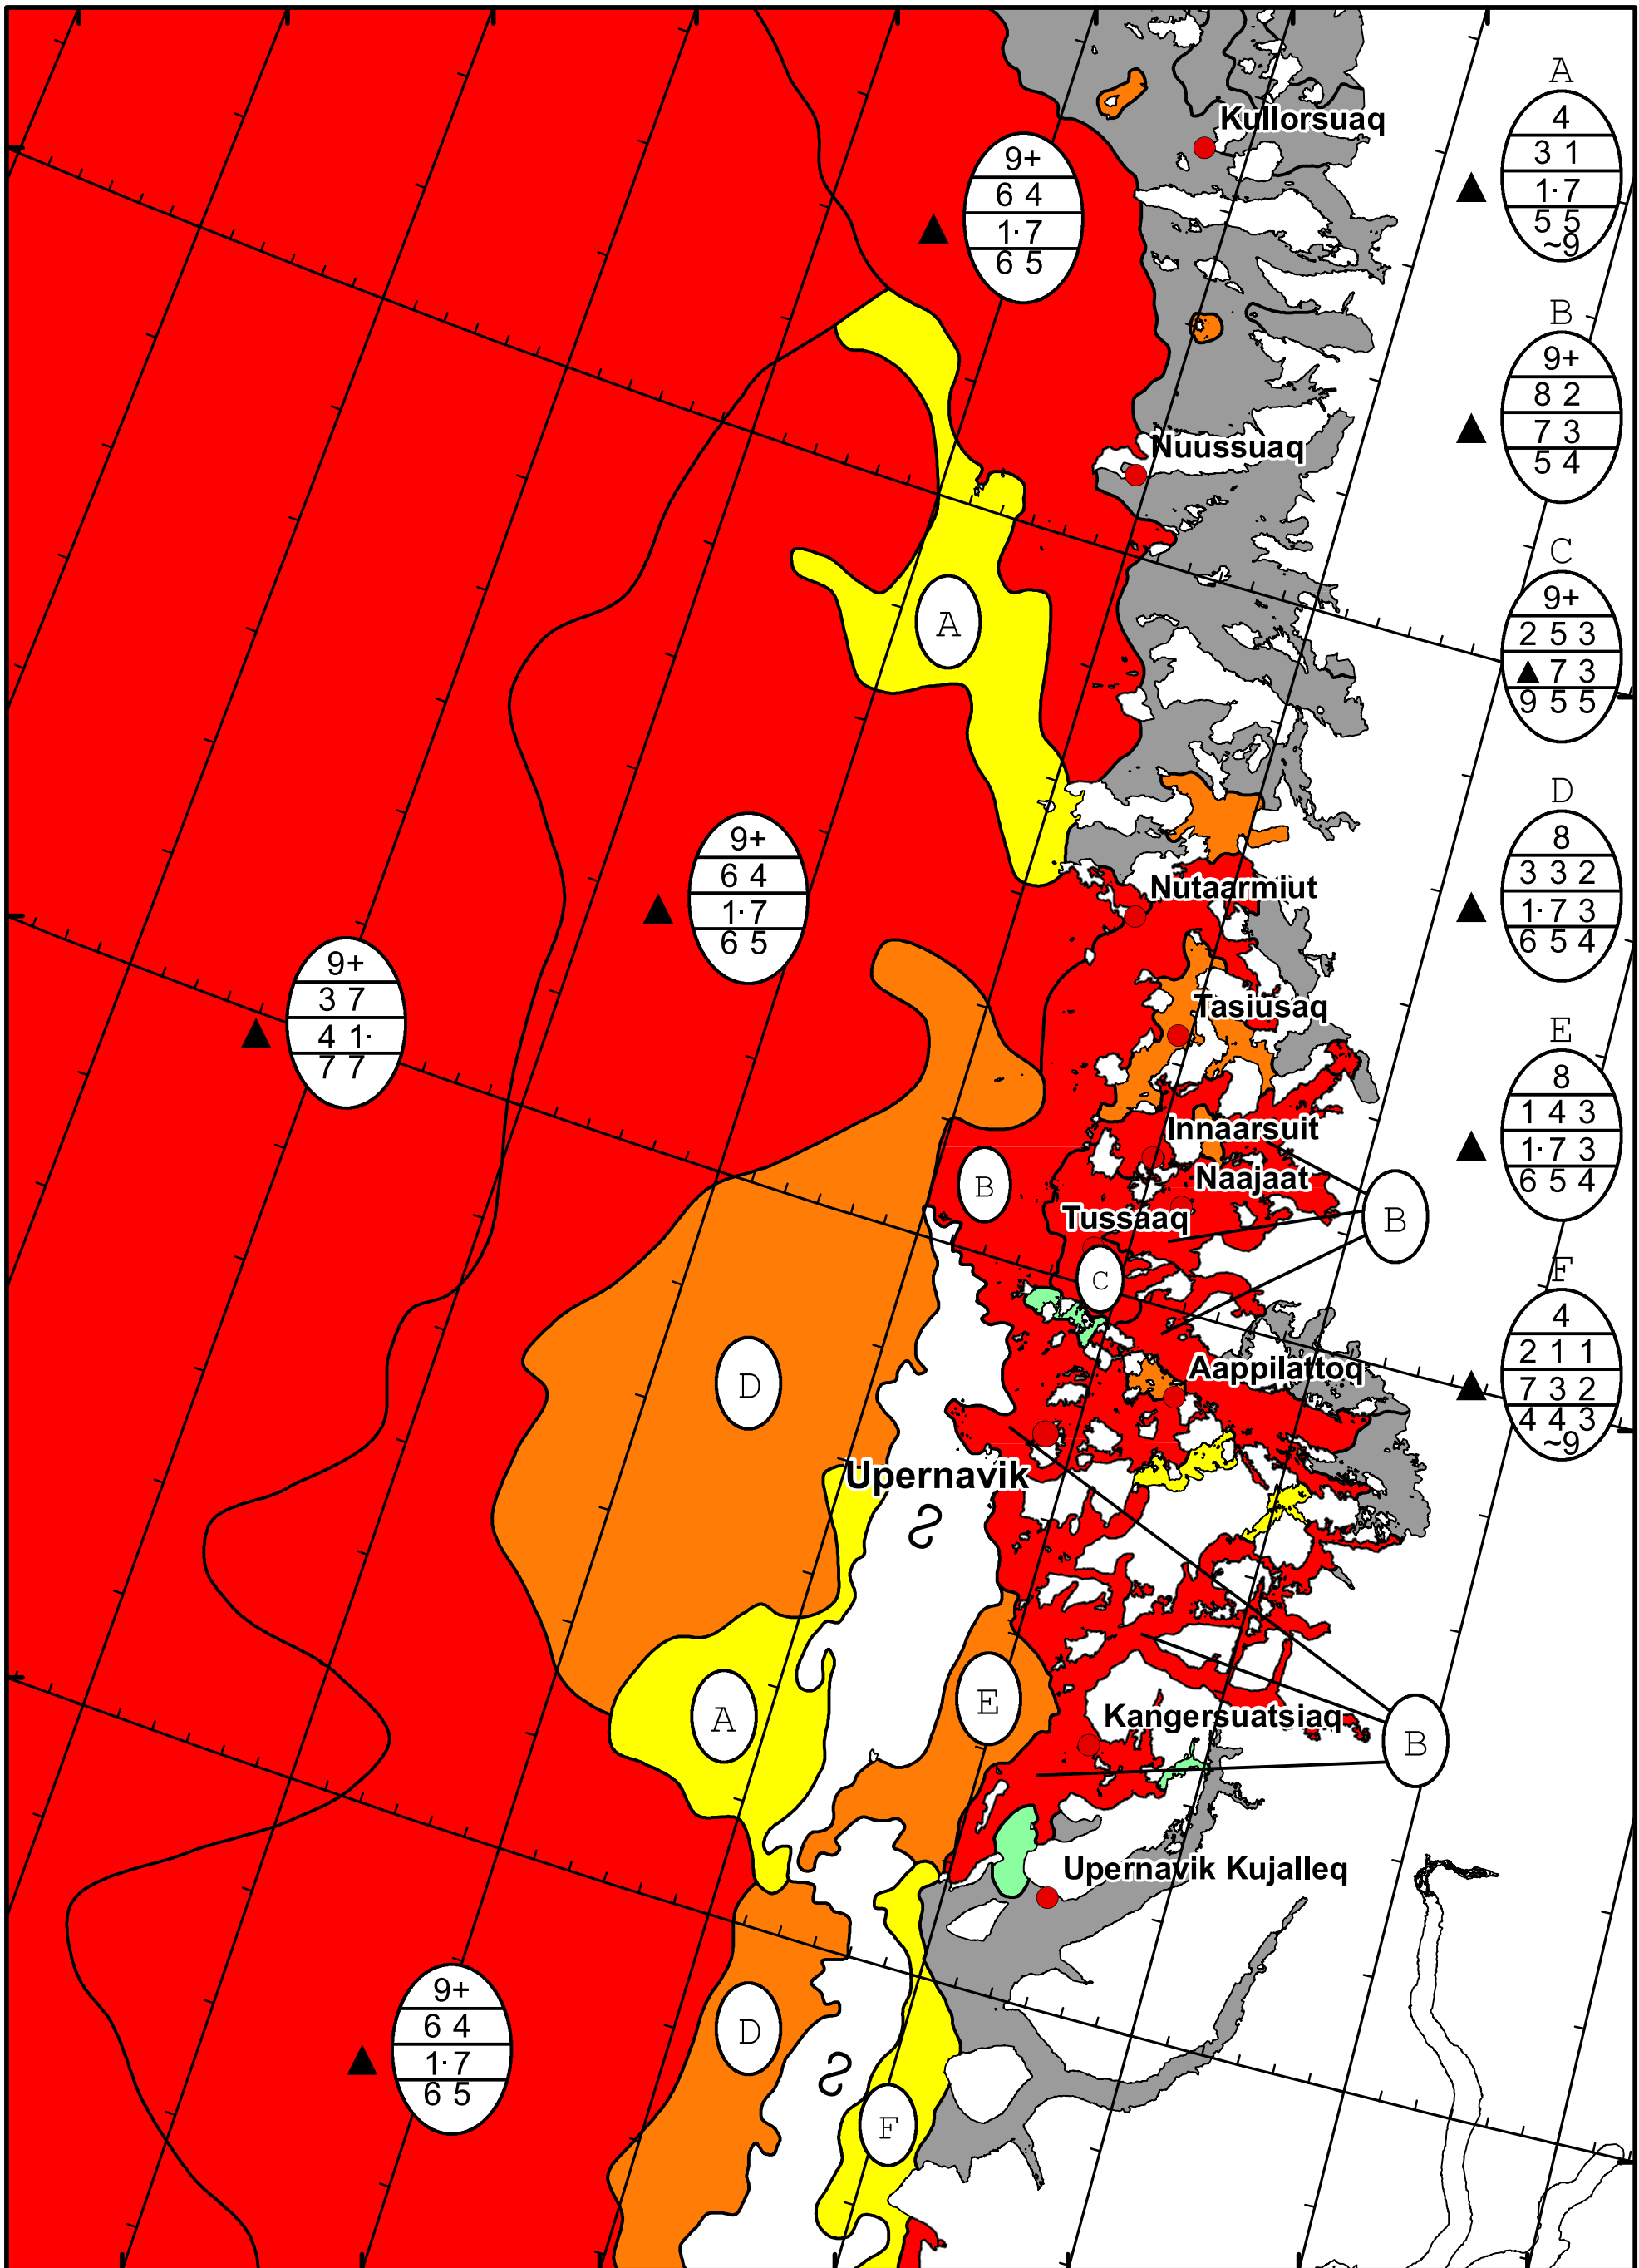 Kullorsuaq
9+
6 4
1· 7
6 5
Nuussuaq
A
9+
6 4
1· 7
6 5
9+
3 7
4 1·
7 7
Nutaarmiut
Tasiusaq
Innaarsuit
Naajaat
B
B
Tussaaq
C
D
Aappilattoq
Upernavik
E
A
Kangersuatsiaq
B
Upernavik Kujalleq
9+
6 4
1· 7
6 5
D
F
A
4
3 1
1· 7
5 5
~9
B
9+
8 2
7 3
5 4
C
9+
2 5 3
▲ 7 3
9 5 5
D
8
3 3 2
1· 7 3
6 5 4
E
8
1 4 3
1· 7 3
6 5 4
F
4
2 1 1
7 3 2
4 4 3
~9